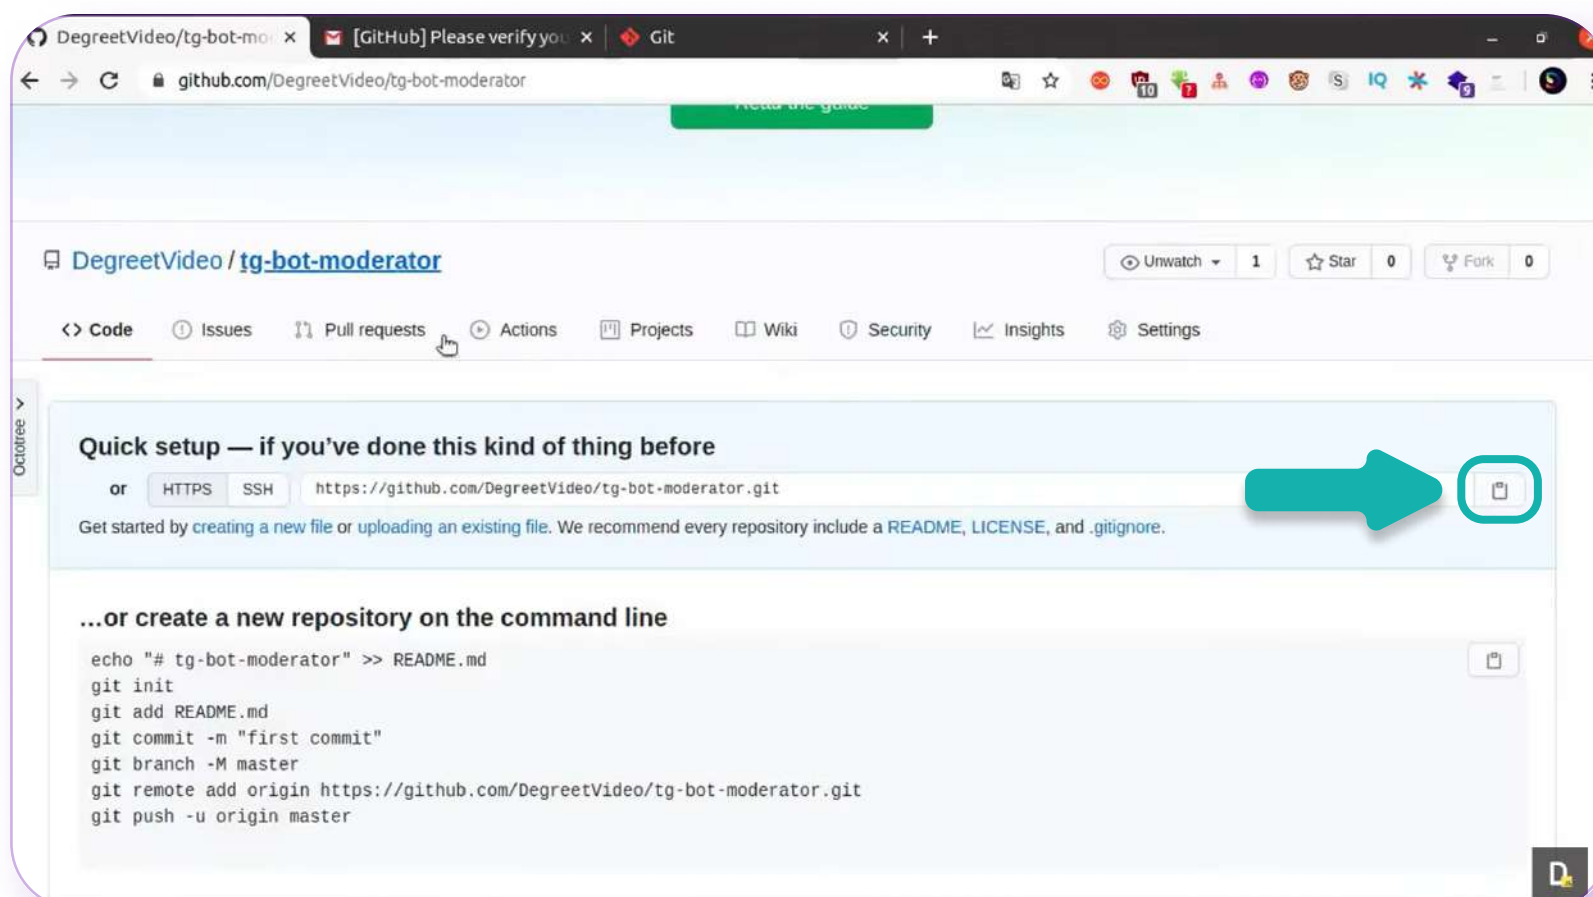 DegreetVideo/tg-bot-mo
[GitHub] Please verify you
Git
github.com/DegreetVideo/tg-bot-moderator
10
?
S
IQ
9
Read the guide
DegreetVideo / tg-bot-moderator
Unwatch 1
Star 0
Fork 0
Code
Issues
Pull requests
Actions
Projects
Wiki
Security
Insights
Settings
Octotree
Quick setup — if you’ve done this kind of thing before
or HTTPS SSH https://github.com/DegreetVideo/tg-bot-moderator.git
Get started by creating a new file or uploading an existing file. We recommend every repository include a README, LICENSE, and .gitignore.
…or create a new repository on the command line
echo "# tg-bot-moderator" >> README.md
git init
git add README.md
git commit -m "first commit"
git branch -M master
git remote add origin https://github.com/DegreetVideo/tg-bot-moderator.git
git push -u origin master
D